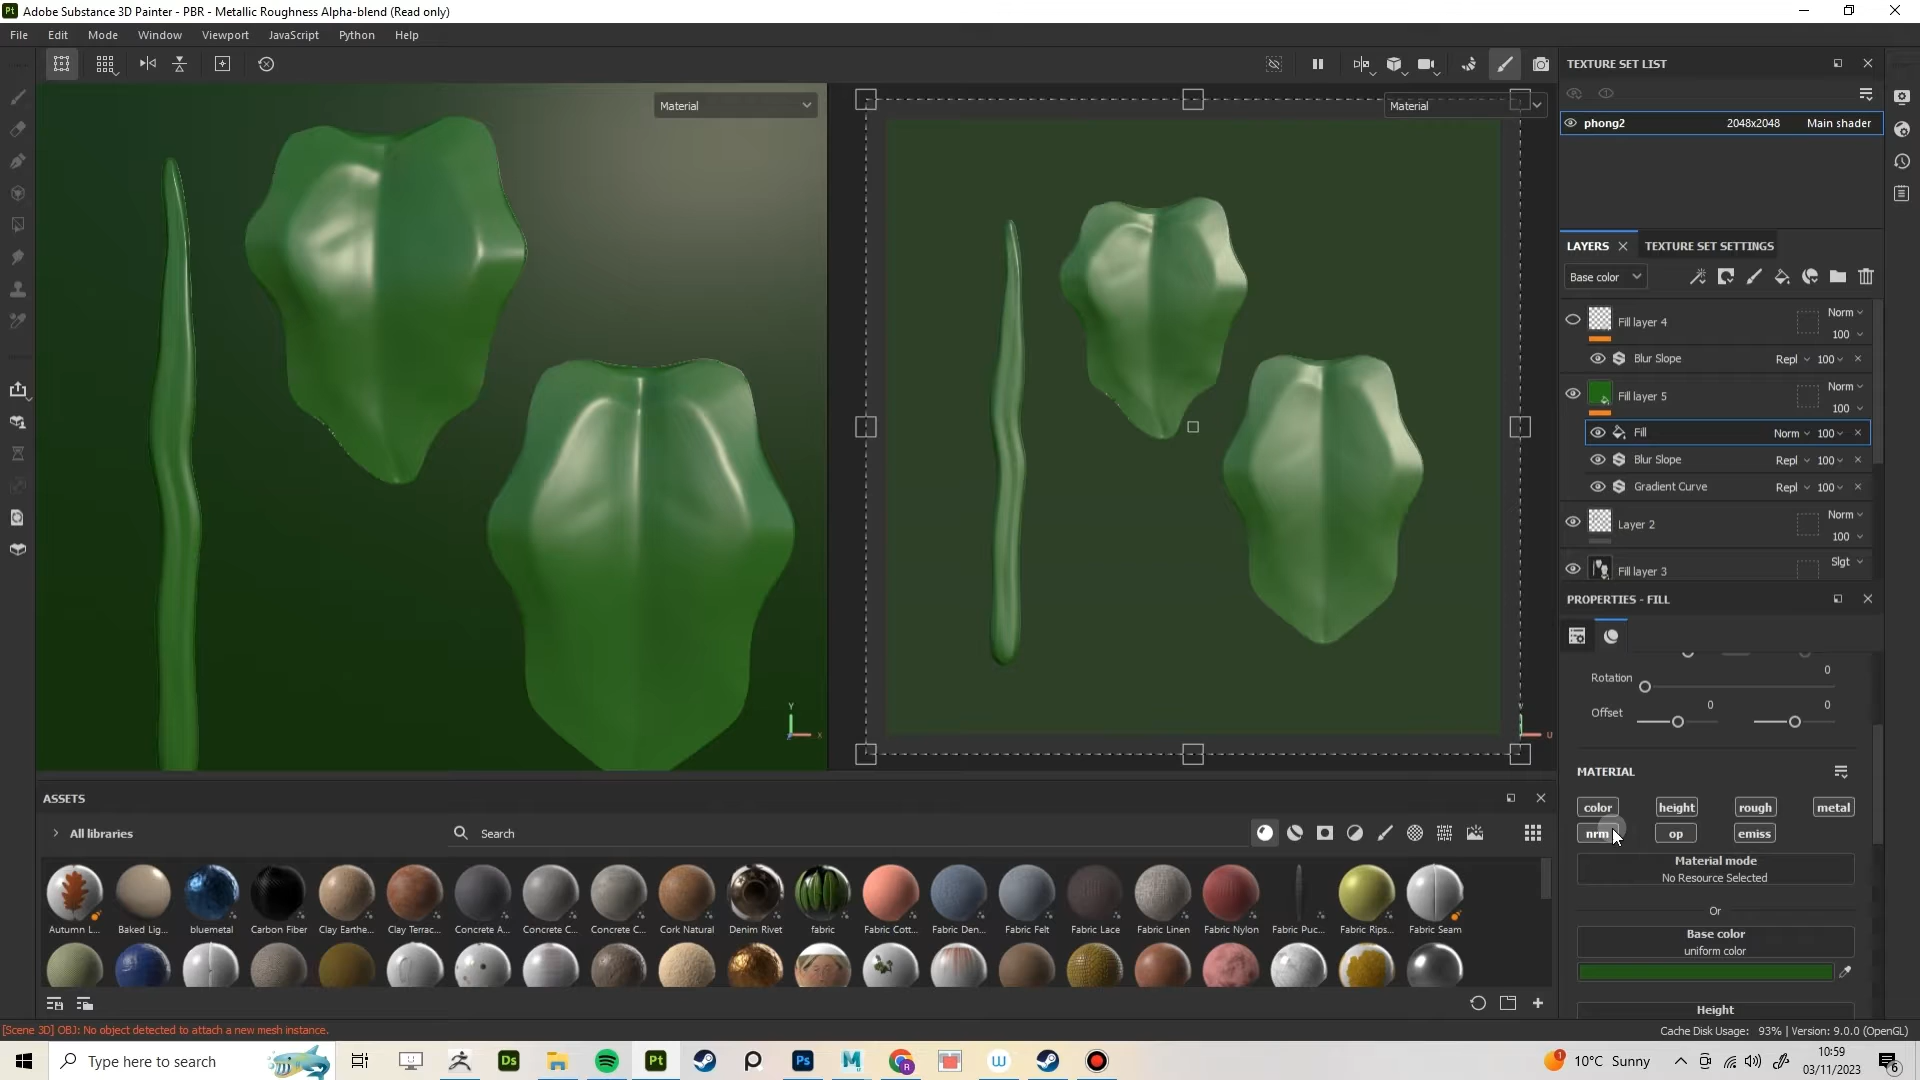 Adobe Substance 3D Painter - PBR - Metallic Roughness Alpha-blend (Read only)
File Edit Mode Window Viewport JavaScript Python Help
Material
Material
TEXTURE SET LIST
phong2 2048x2048 Main shader
LAYERS TEXTURE SET SETTINGS
Base color
Fill layer 4 Norm 100
Blur Slope Repl 100
Fill layer 5 Norm 100
Fill Norm 100
Blur Slope Repl 100
Gradient Curve Repl 100
Layer 2 Norm 100
Fill layer 3 Slgt
PROPERTIES - FILL
Rotation 0
Offset 0 0
MATERIAL
color height rough metal
nrm op emiss
Material mode
No Resource Selected
Or
Base color
uniform color
Height
Y
X
U
ASSETS
All libraries
Search
Autumn L... Baked Lig... bluemetal Carbon Fiber Clay Earthe... Clay Terrac... Concrete A... Concrete C... Concrete C... Cork Natural Denim Rivet fabric Fabric Cott... Fabric Den... Fabric Felt Fabric Lace Fabric Linen Fabric Nylon Fabric Puc... Fabric Rips... Fabric Seam
[Scene 3D] OBJ: No object detected to attach a new mesh instance.
Cache Disk Usage: 93% | Version: 9.0.0 (OpenGL)
Type here to search
10°C Sunny
10:59
03/11/2023